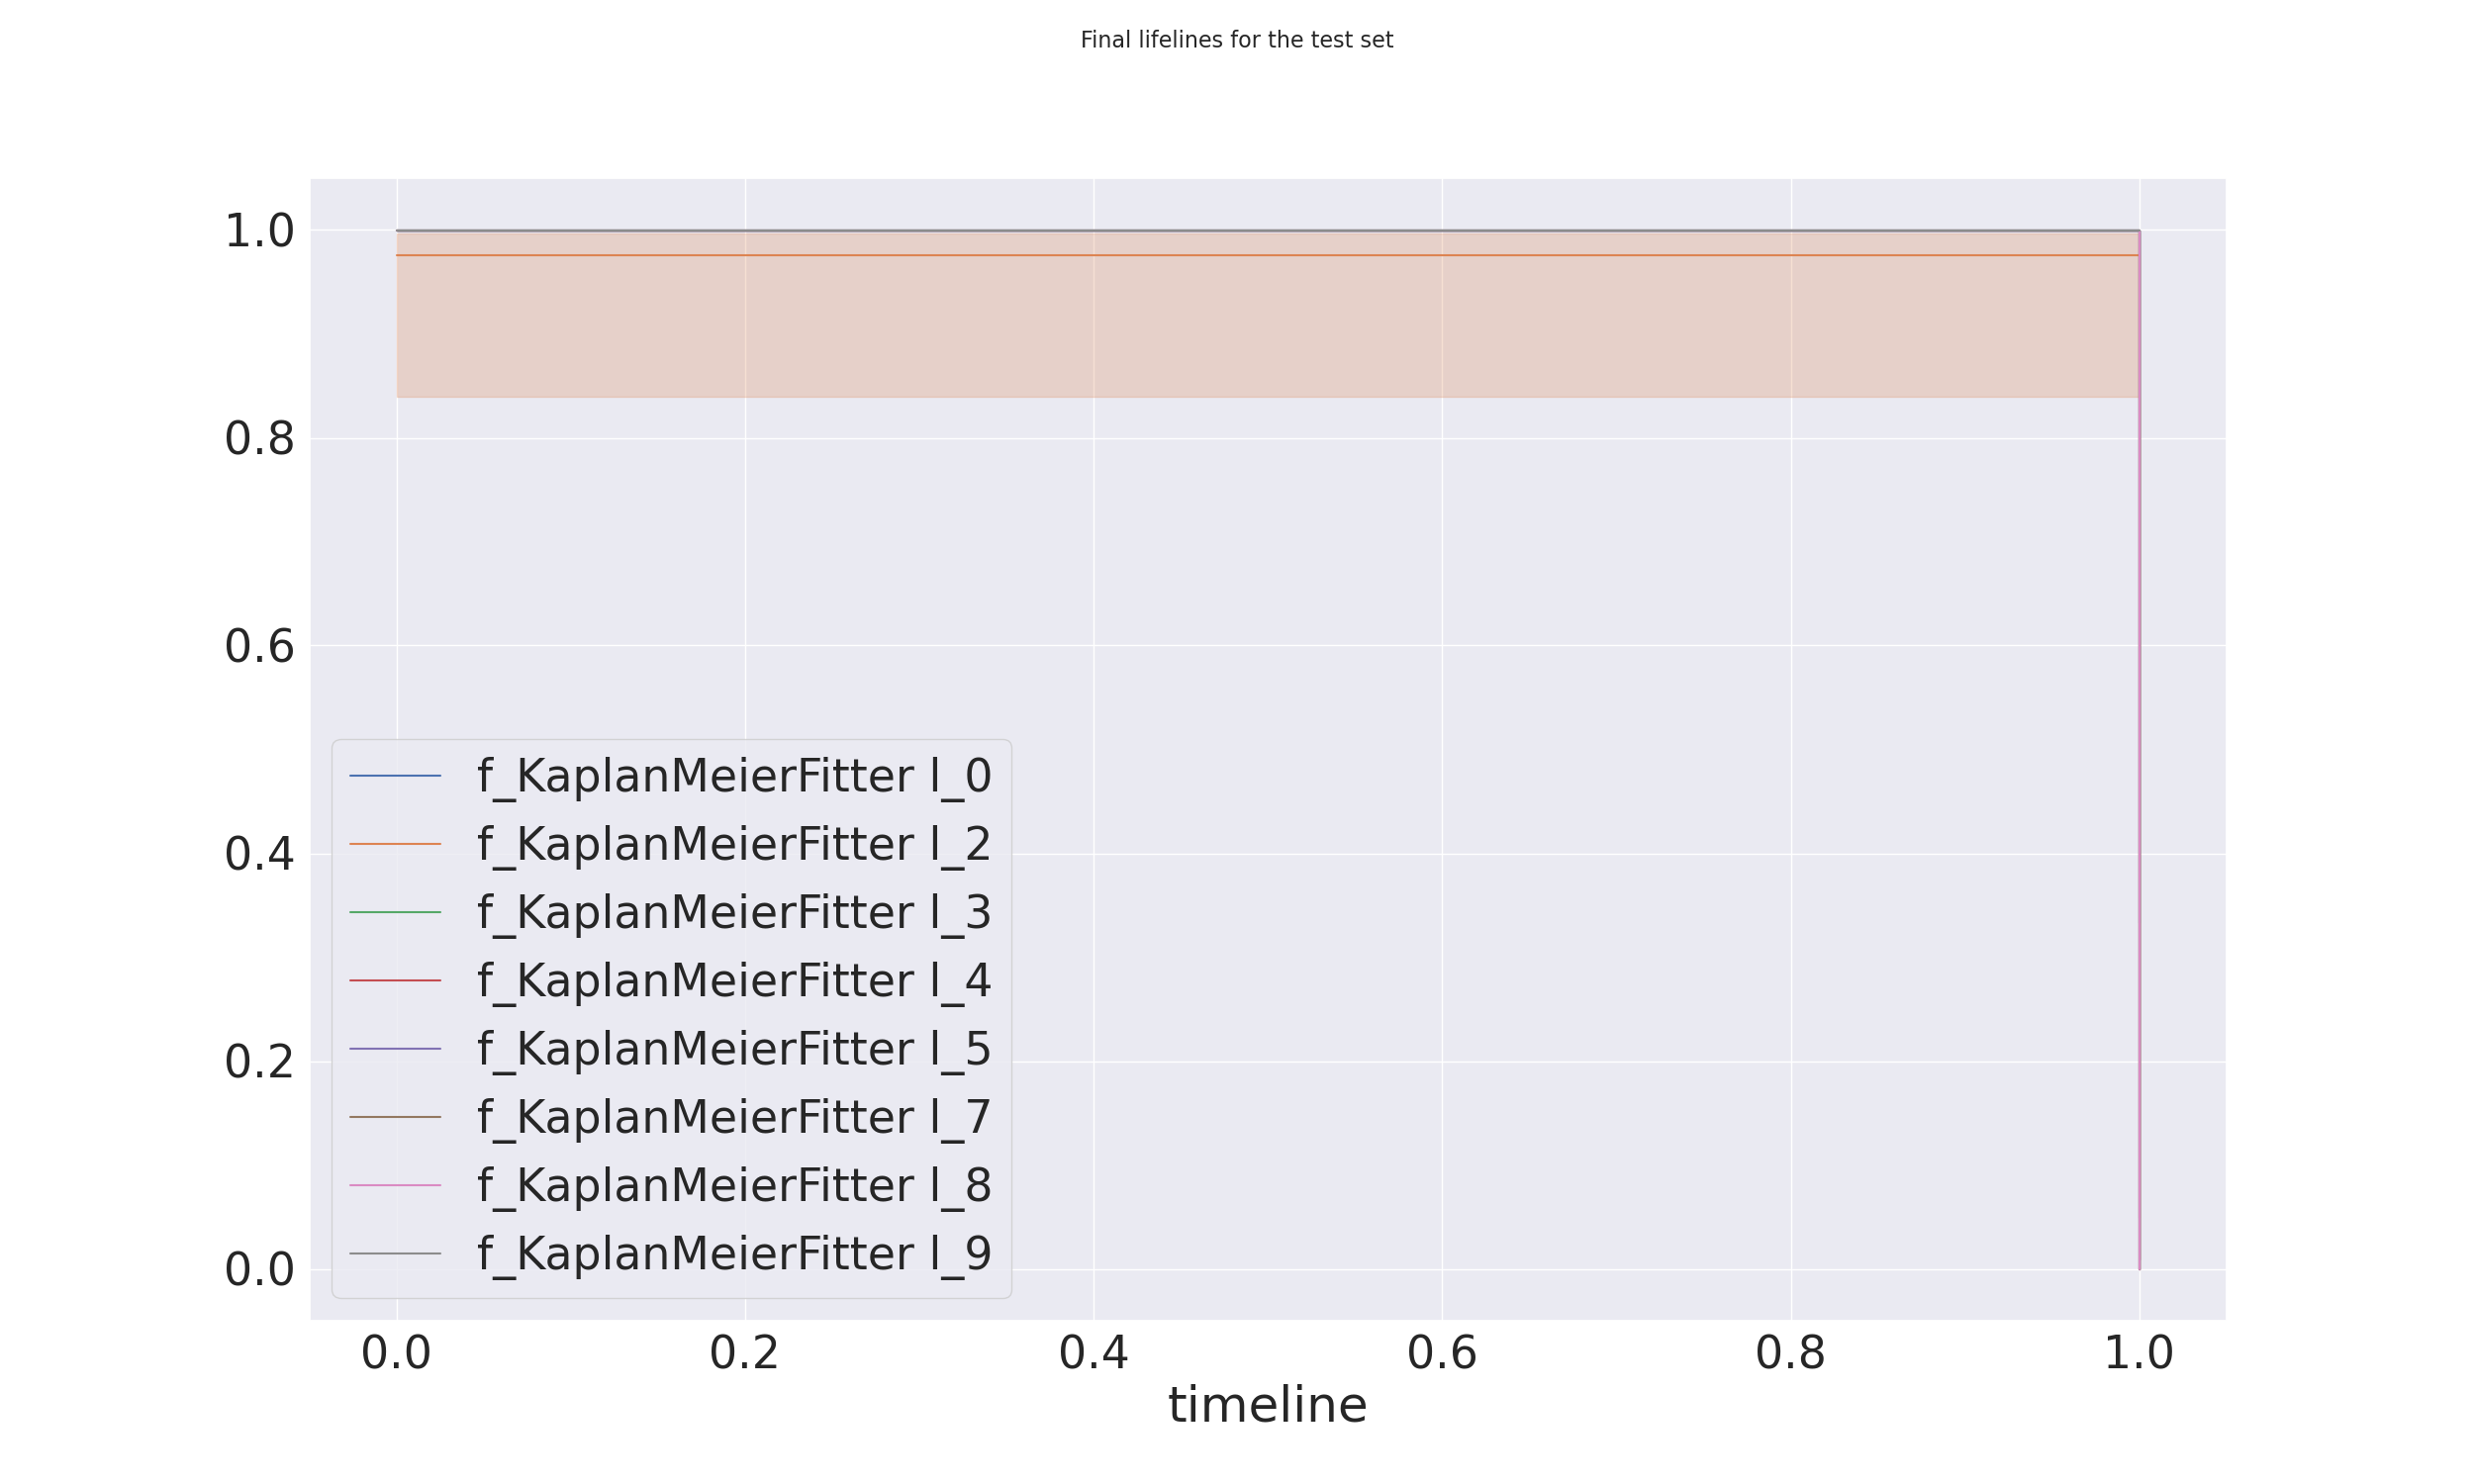 Final lifelines for the test set
1.0
0.8
0.6
0.4
0.2
0.0
f_KaplanMeierFitter l_0
f_KaplanMeierFitter l_2
f_KaplanMeierFitter l_3
f_KaplanMeierFitter l_4
f_KaplanMeierFitter l_5
f_KaplanMeierFitter l_7
f_KaplanMeierFitter l_8
f_KaplanMeierFitter l_9
0.0 0.2 0.4 0.6 0.8 1.0
timeline